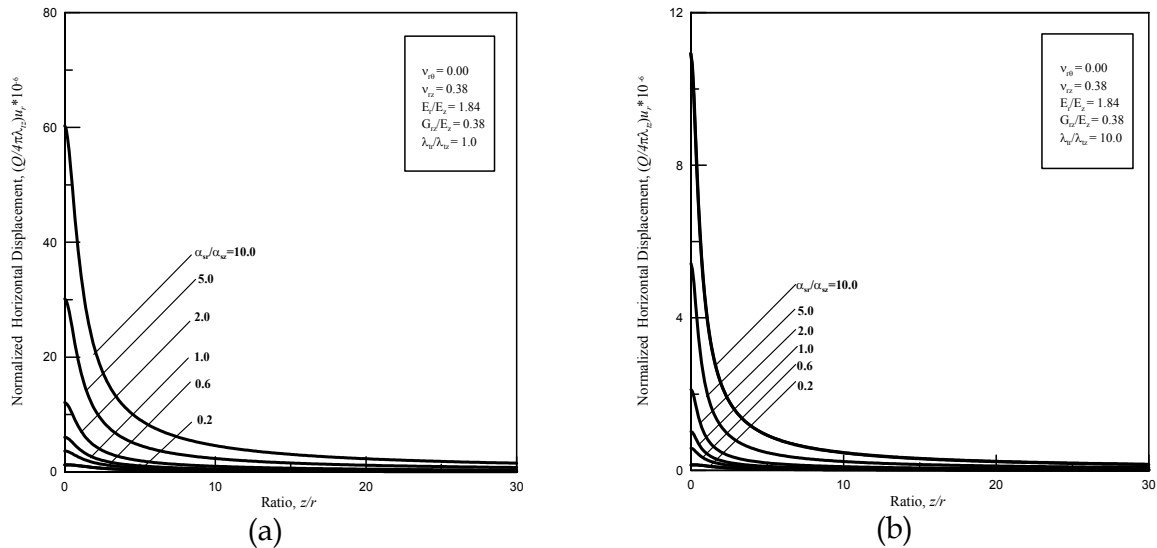 80
60
40
20
0
0
10
20
30
Normalized Horizontal Displacement, (Q/4πλtz)ur*10-6
Ratio, z/r
νrθ = 0.00
νrz = 0.38
Er/Ez = 1.84
Grz/Ez = 0.38
λtr/λtz = 1.0
αsr/αsz=10.0
5.0
2.0
1.0
0.6
0.2
(a)
12
8
4
0
0
10
20
30
Normalized Horizontal Displacement, (Q/4πλtz)ur*10-6
Ratio, z/r
νrθ = 0.00
νrz = 0.38
Er/Ez = 1.84
Grz/Ez = 0.38
λtr/λtz = 10.0
αsr/αsz=10.0
5.0
2.0
1.0
0.6
0.2
(b)